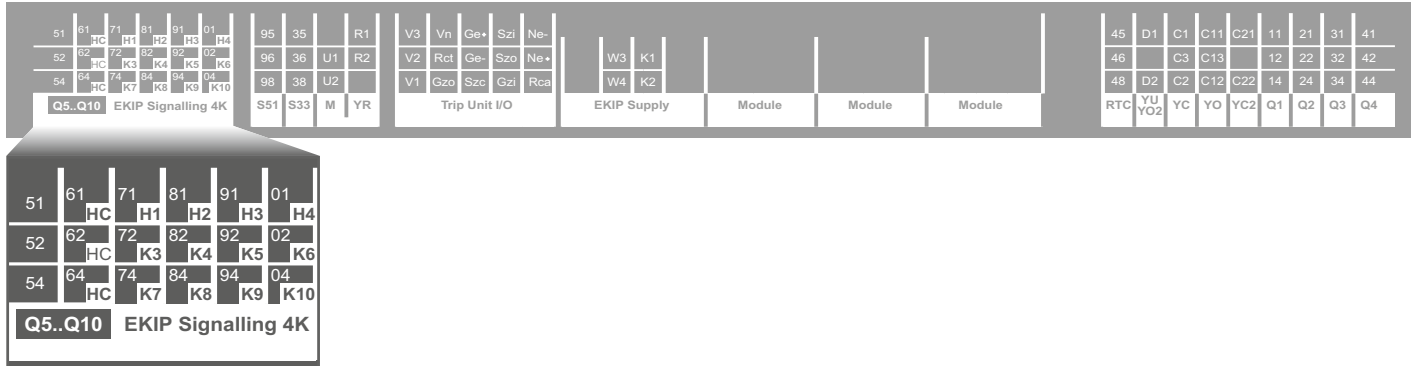 51 61 HC 71 H1 81 H2 91 H3 01 H4 95 35 R1 V3 Vn Ge• Szi Ne- 45 D1 C1 C11 C21 11 21 31 41
52 62 HC 72 K3 82 K4 92 K5 02 K6 96 36 U1 R2 V2 Rct Ge- Szo Ne• W3 K1 46 C3 C13 12 22 32 42
54 64 HC 74 K7 84 K8 94 K9 04 K10 98 38 U2 V1 Gzo Szc Gzi Rca W4 K2 48 D2 C2 C12 C22 14 24 34 44
Q5..Q10 EKIP Signalling 4K S51 S33 M YR Trip Unit I/O EKIP Supply Module Module Module RTC YU YO2 YC YO YC2 Q1 Q2 Q3 Q4
51 61 HC 71 H1 81 H2 91 H3 01 H4
52 62 HC 72 K3 82 K4 92 K5 02 K6
54 64 HC 74 K7 84 K8 94 K9 04 K10
Q5..Q10 EKIP Signalling 4K